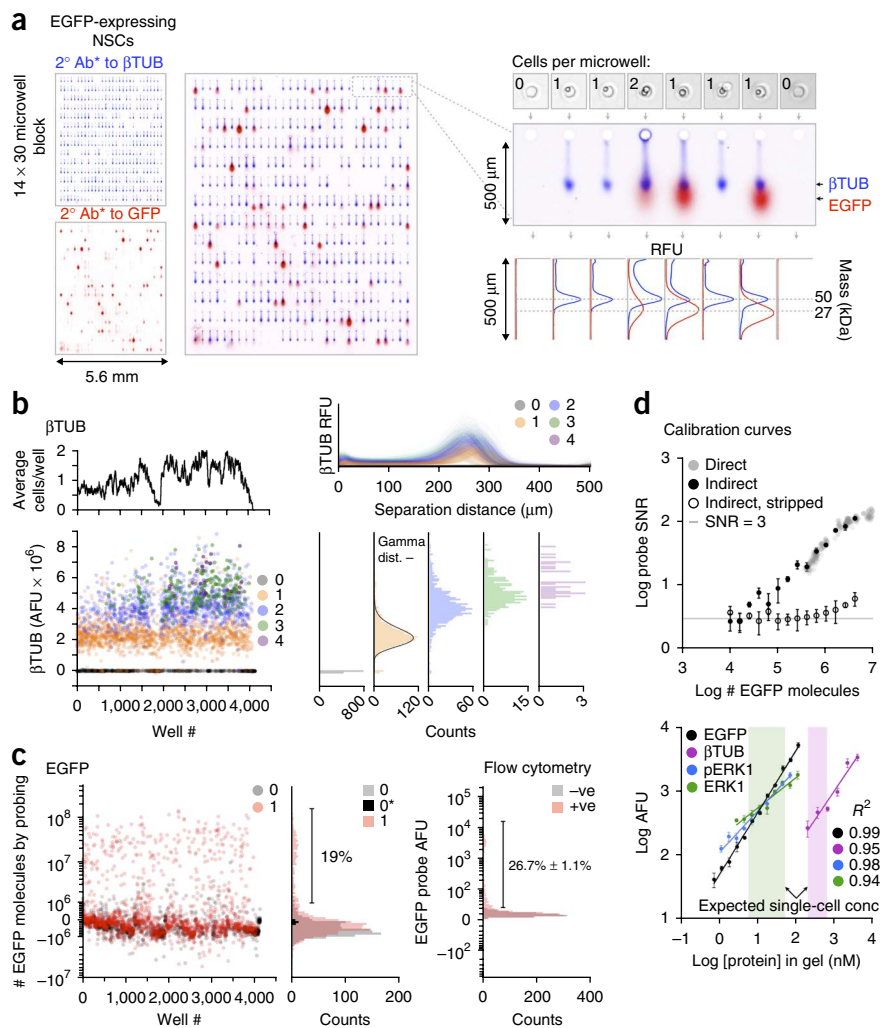 a
EGFP-expressing
NSCs
2° Ab* to βTUB
14 × 30 microwell
block
2° Ab* to GFP
5.6 mm
Cells per microwell:
0 1 1 2 1 1 1 0
500 μm
βTUB
EGFP
RFU
500 μm
50
27
Mass (kDa)
b
βTUB
Average
cells/well
2
1
0
βTUB (AFU × 10⁶)
8
6
4
2
0
0
1
2
3
4
0 1,000 2,000 3,000 4,000
Well #
βTUB RFU
0 2
1 3
4
0 100 200 300 400 500
Separation distance (μm)
Gamma
dist. –
0 800 0 120 0 60 0 15 0 3
Counts
c
EGFP
# EGFP molecules by probing
10⁸
10⁷
10⁶
0
−10⁶
−10⁷
0
1
0 1,000 2,000 3,000 4,000
Well #
0
0*
1
19%
0 100 200
Counts
Flow cytometry
EGFP probe AFU
10⁵
10⁴
10³
10²
0
−10²
–ve
+ve
26.7% ± 1.1%
0 200 400
Counts
d
Calibration curves
Direct
Indirect
Indirect, stripped
SNR = 3
Log probe SNR
3
2
1
0
3 4 5 6 7
Log # EGFP molecules
Log AFU
4
3
2
1
EGFP
βTUB
pERK1
ERK1
R²
0.99
0.95
0.98
0.94
Expected single-cell conc
−1 0 1 2 3 4
Log [protein] in gel (nM)